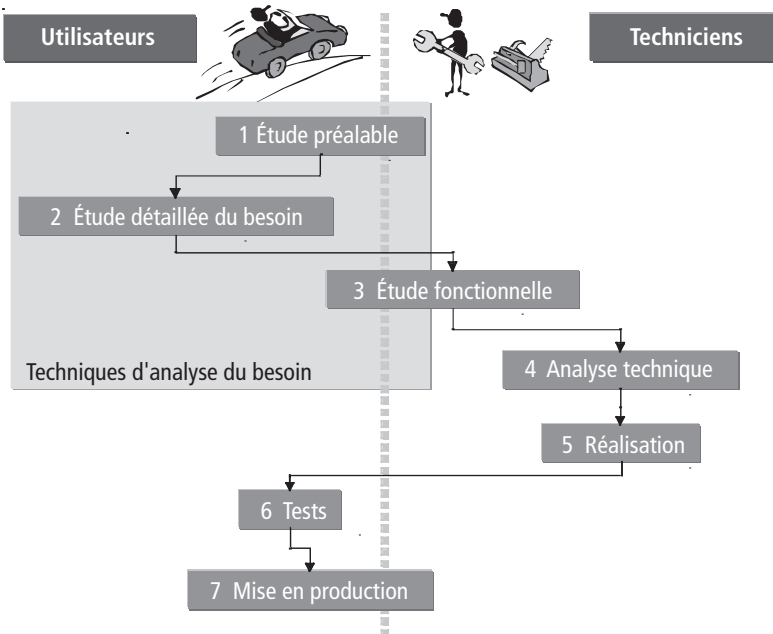 Utilisateurs
Techniciens
1 Étude préalable
2 Étude détaillée du besoin
3 Étude fonctionnelle
Techniques d'analyse du besoin
4 Analyse technique
5 Réalisation
6 Tests
7 Mise en production